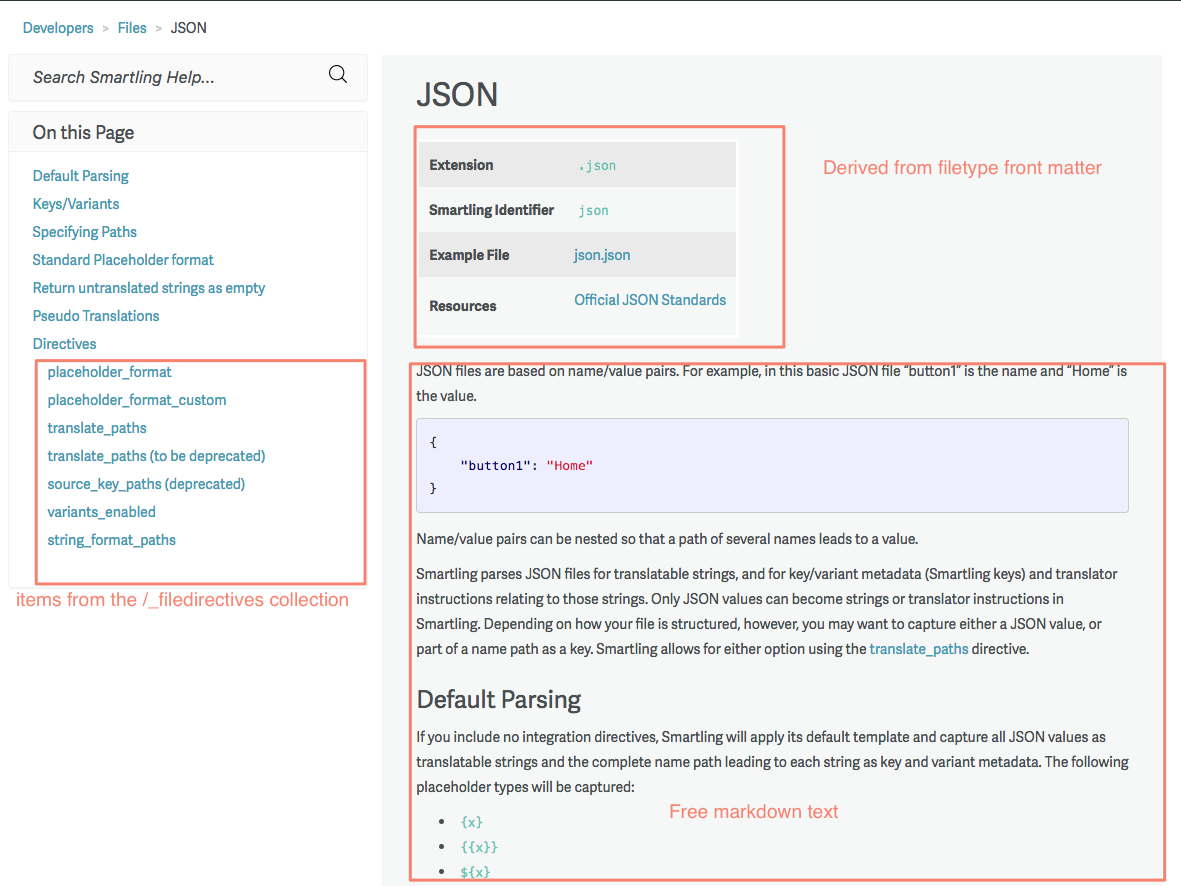 Developers > Files > JSON
Search Smartling Help...
On this Page
Default Parsing
Keys/Variants
Specifying Paths
Standard Placeholder format
Return untranslated strings as empty
Pseudo Translations
Directives
placeholder_format
placeholder_format_custom
translate_paths
translate_paths (to be deprecated)
source_key_paths (deprecated)
variants_enabled
string_format_paths
items from the /_filedirectives collection
JSON
Extension .json
Smartling Identifier json
Example File json.json
Resources Official JSON Standards
Derived from filetype front matter
JSON files are based on name/value pairs. For example, in this basic JSON file “button1” is the name and “Home” is
the value.
{
"button1": "Home"
}
Name/value pairs can be nested so that a path of several names leads to a value.
Smartling parses JSON files for translatable strings, and for key/variant metadata (Smartling keys) and translator
instructions relating to those strings. Only JSON values can become strings or translator instructions in
Smartling. Depending on how your file is structured, however, you may want to capture either a JSON value, or
part of a name path as a key. Smartling allows for either option using the translate_paths directive.
Default Parsing
If you include no integration directives, Smartling will apply its default template and capture all JSON values as
translatable strings and the complete name path leading to each string as key and variant metadata. The following
placeholder types will be captured:
• {x}
• {{x}}
• ${x}
Free markdown text